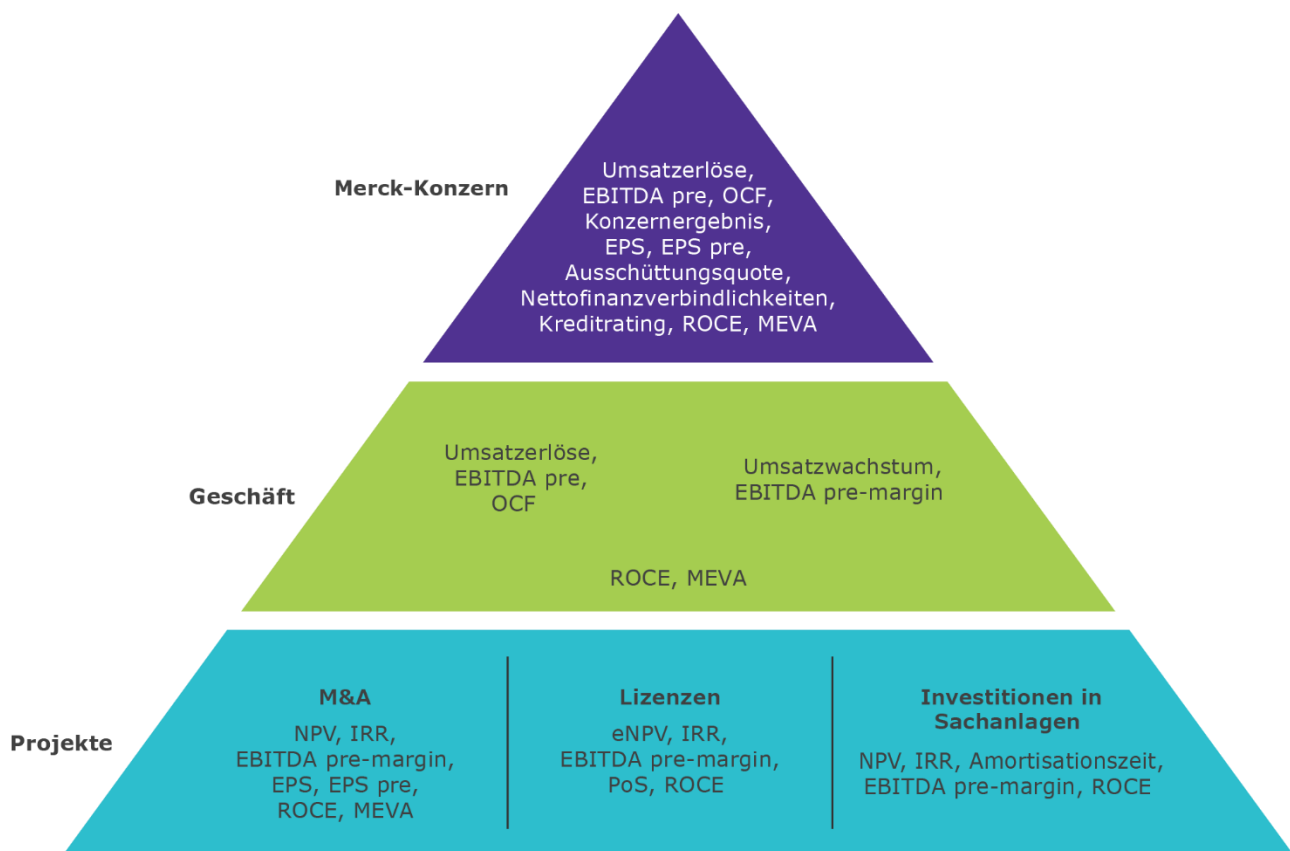 Merck-Konzern
Umsatzerlöse,
EBITDA pre, OCF,
Konzernergebnis,
EPS, EPS pre,
Ausschüttungsquote,
Nettofinanzverbindlichkeiten,
Kreditrating, ROCE, MEVA
Geschäft
Umsatzerlöse,
EBITDA pre,
OCF
Umsatzwachstum,
EBITDA pre-margin
ROCE, MEVA
Projekte
M&A
NPV, IRR,
EBITDA pre-margin,
EPS, EPS pre,
ROCE, MEVA
Lizenzen
eNPV, IRR,
EBITDA pre-margin,
PoS, ROCE
Investitionen in
Sachanlagen
NPV, IRR, Amortisationszeit,
EBITDA pre-margin, ROCE